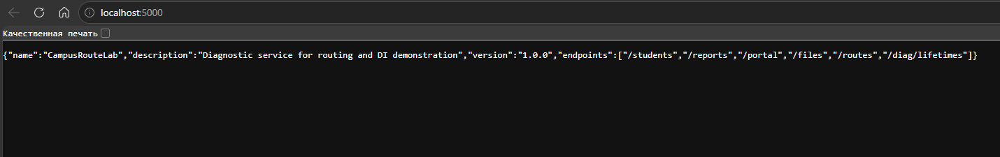 localhost:5000
Качественная печать
{"name":"CampusRouteLab","description":"Diagnostic service for routing and DI demonstration","version":"1.0.0","endpoints":["/students","/reports","/portal","/files","/routes","/diag/lifetimes"]}